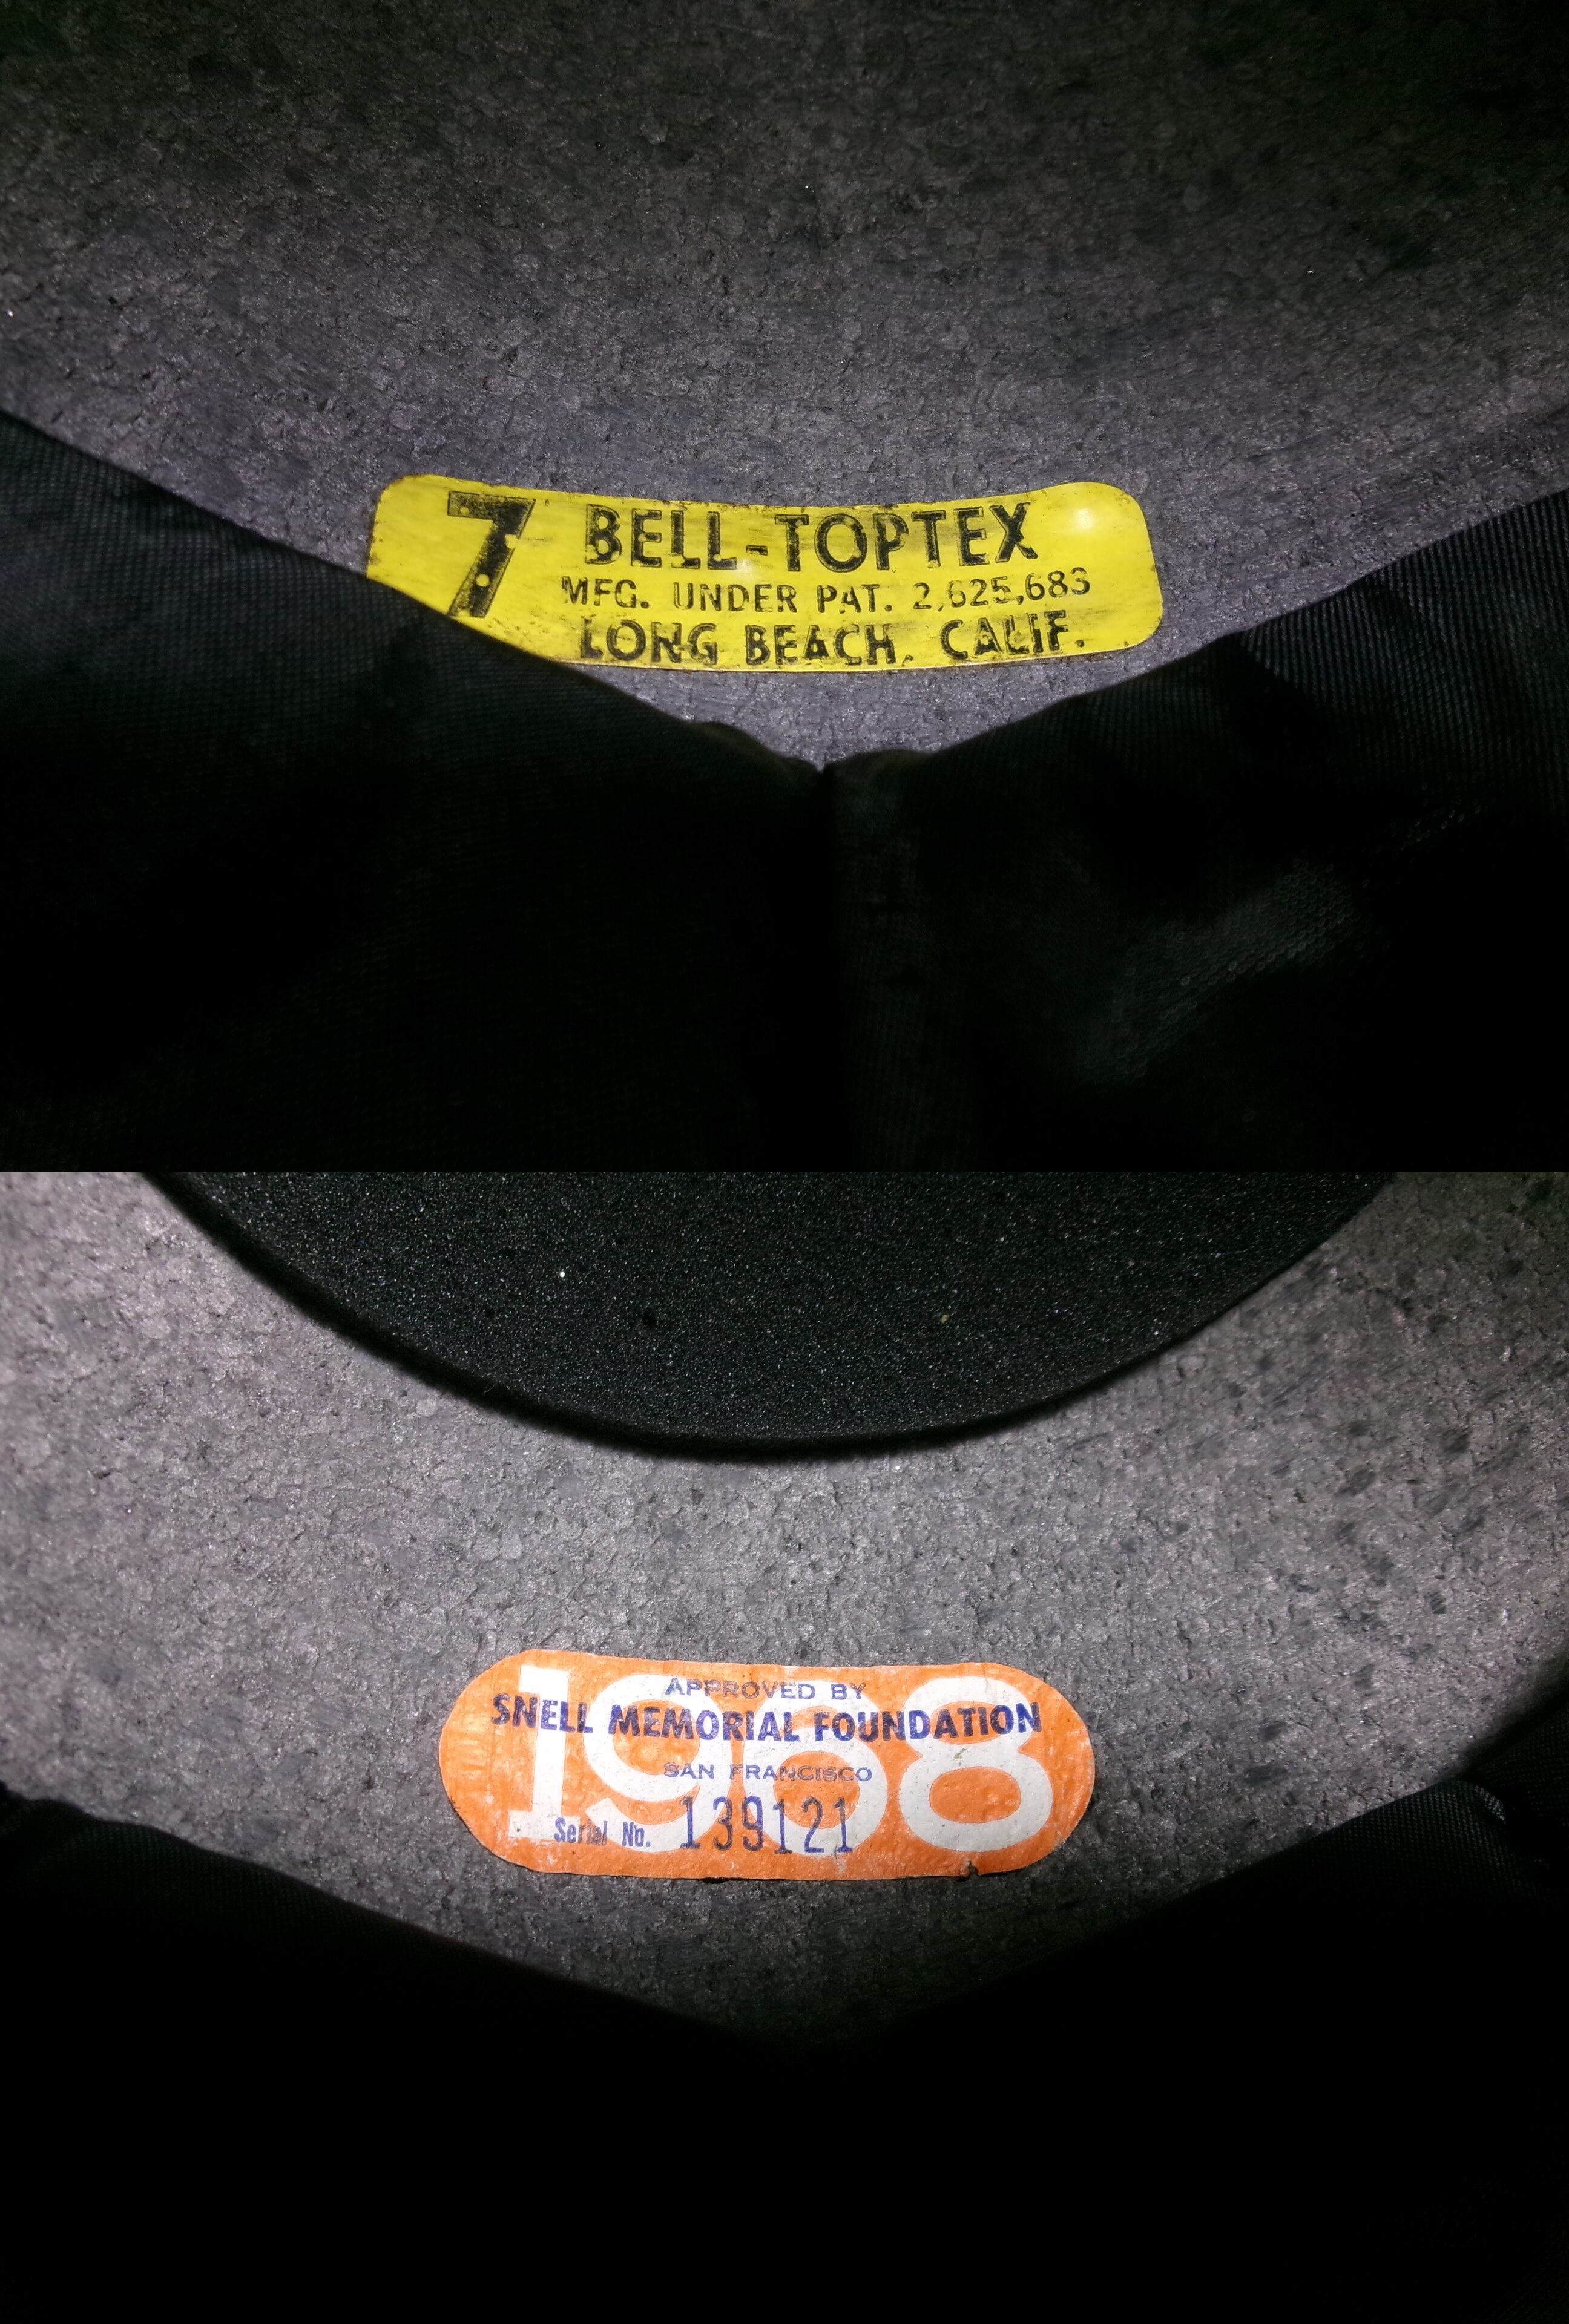 7 BELL-TOPTEX
MFG. UNDER PAT. 2,625,683
LONG BEACH, CALIF.
1968
APPROVED BY
SNELL MEMORIAL FOUNDATION
SAN FRANCISCO
Serial No. 139121